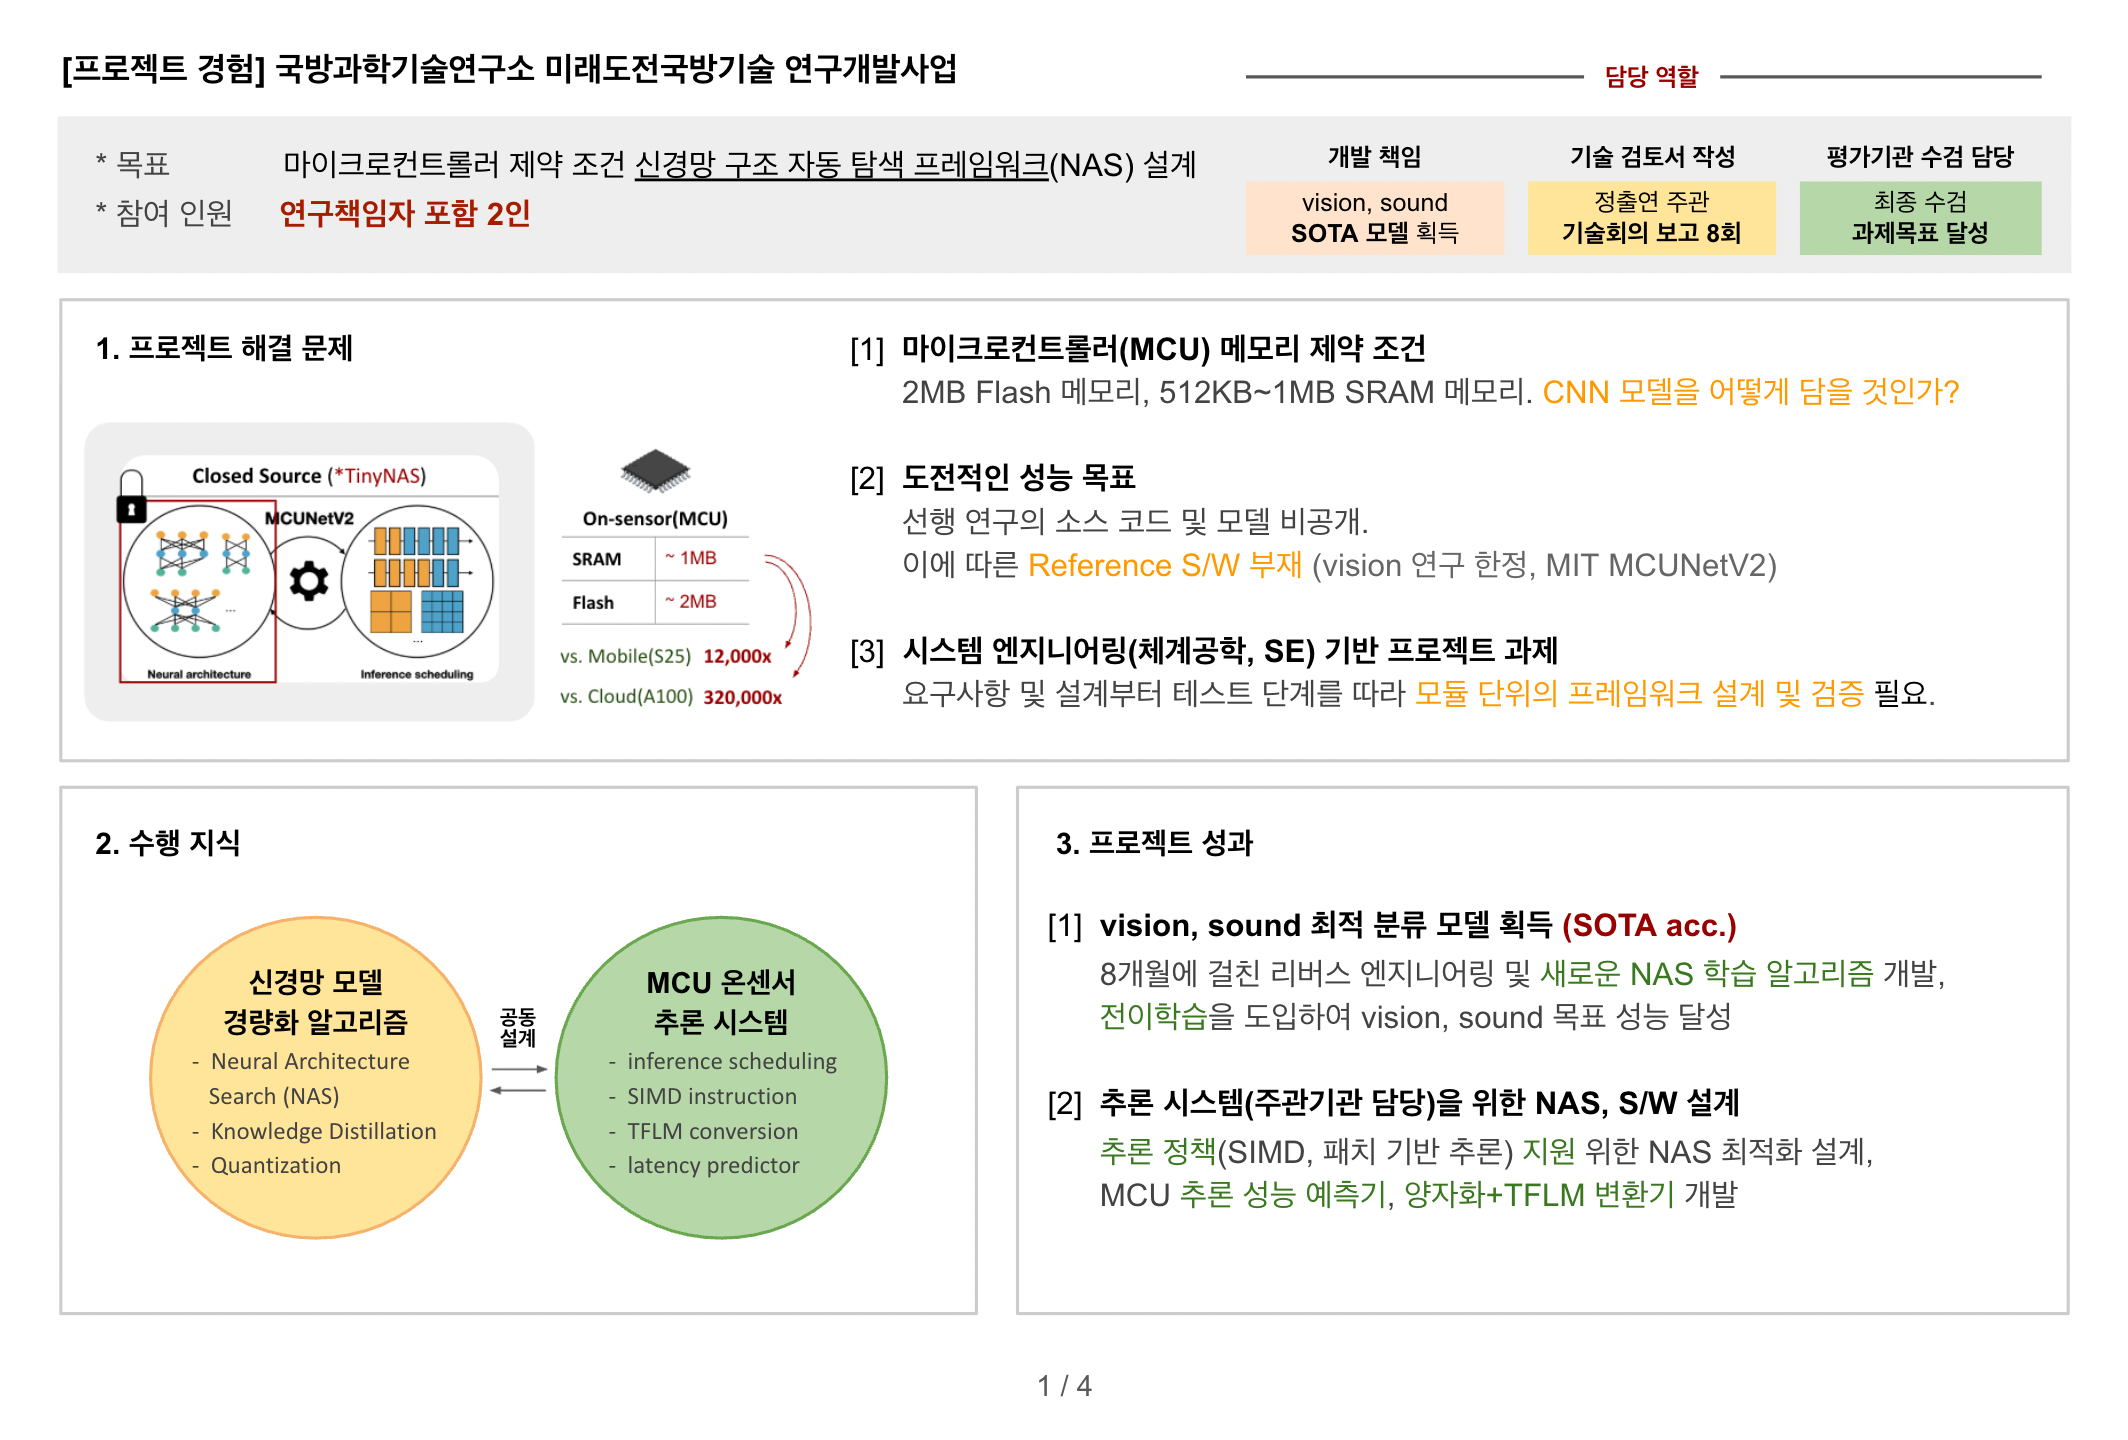 [프로젝트 경험] 국방과학기술연구소 미래도전국방기술 연구개발사업
담당 역할
* 목표 마이크로컨트롤러 제약 조건 신경망 구조 자동 탐색 프레임워크(NAS) 설계
* 참여 인원 연구책임자 포함 2인
개발 책임
vision, sound
SOTA 모델 획득
기술 검토서 작성
정출연 주관
기술회의 보고 8회
평가기관 수검 담당
최종 수검
과제목표 달성
1. 프로젝트 해결 문제
Closed Source (*TinyNAS)
MCUNetV2
...
...
Neural architecture
Inference scheduling
On-sensor(MCU)
SRAM ~ 1MB
Flash ~ 2MB
vs. Mobile(S25) 12,000x
vs. Cloud(A100) 320,000x
[1] 마이크로컨트롤러(MCU) 메모리 제약 조건
2MB Flash 메모리, 512KB~1MB SRAM 메모리. CNN 모델을 어떻게 담을 것인가?
[2] 도전적인 성능 목표
선행 연구의 소스 코드 및 모델 비공개.
이에 따른 Reference S/W 부재 (vision 연구 한정, MIT MCUNetV2)
[3] 시스템 엔지니어링(체계공학, SE) 기반 프로젝트 과제
요구사항 및 설계부터 테스트 단계를 따라 모듈 단위의 프레임워크 설계 및 검증 필요.
2. 수행 지식
신경망 모델
경량화 알고리즘
- Neural Architecture
Search (NAS)
- Knowledge Distillation
- Quantization
공동
설계
MCU 온센서
추론 시스템
- inference scheduling
- SIMD instruction
- TFLM conversion
- latency predictor
3. 프로젝트 성과
[1] vision, sound 최적 분류 모델 획득 (SOTA acc.)
8개월에 걸친 리버스 엔지니어링 및 새로운 NAS 학습 알고리즘 개발,
전이학습을 도입하여 vision, sound 목표 성능 달성
[2] 추론 시스템(주관기관 담당)을 위한 NAS, S/W 설계
추론 정책(SIMD, 패치 기반 추론) 지원 위한 NAS 최적화 설계,
MCU 추론 성능 예측기, 양자화+TFLM 변환기 개발
1 / 4